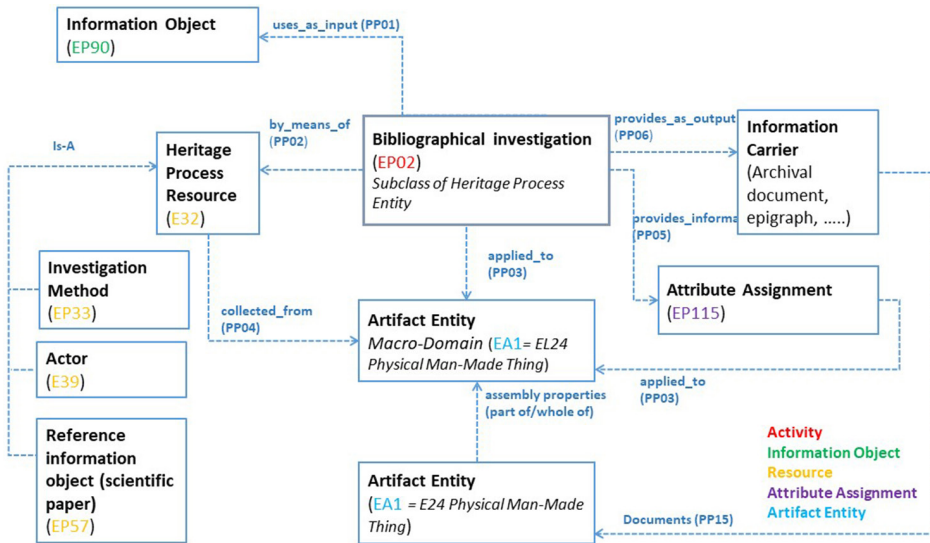 Information Object
(EP90)
uses_as_input (PP01)
by_means_of
(PP02)
Is-A
Heritage
Process
Resource
(E32)
Bibliographical investigation
(EP02)
Subclass of Heritage Process
Entity
provides_as_output
(PP06)
Information
Carrier
(Archival
document,
epigraph, …..)
provides_informa
(PP05)
applied_to
(PP03)
Investigation
Method
(EP33)
collected_from
(PP04)
Attribute Assignment
(EP115)
Artifact Entity
Macro-Domain (EA1= EL24
Physical Man-Made Thing)
Actor
(E39)
applied_to
(PP03)
assembly properties
(part of/whole of)
Reference
information
object (scientific
paper)
(EP57)
Artifact Entity
(EA1 = E24 Physical Man-Made
Thing)
Documents (PP15)
Activity
Information Object
Resource
Attribute Assignment
Artifact Entity